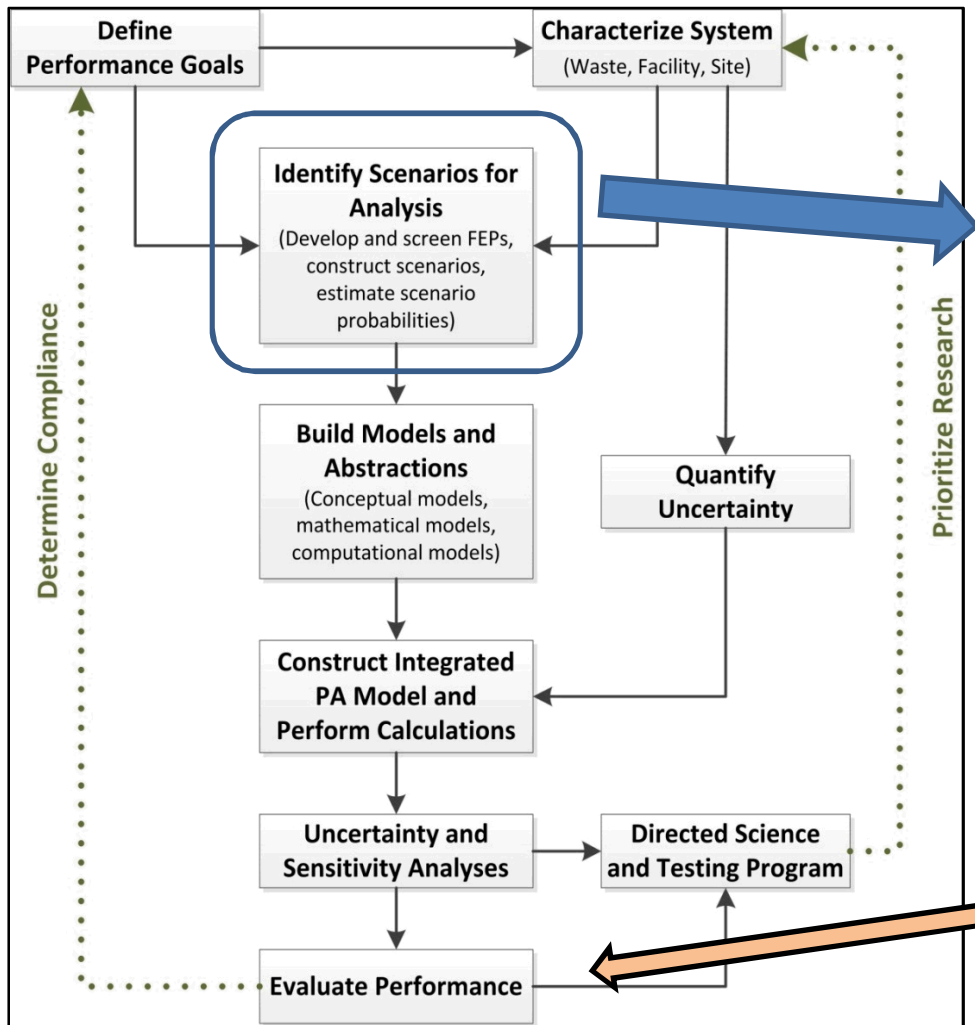 Define
Performance Goals
Characterize System
(Waste, Facility, Site)
Identify Scenarios for
Analysis
(Develop and screen FEPs,
construct scenarios,
estimate scenario
probabilities)
Build Models and
Abstractions
(Conceptual models,
mathematical models,
computational models)
Quantify
Uncertainty
Construct Integrated
PA Model and
Perform Calculations
Uncertainty and
Sensitivity Analyses
Directed Science
and Testing Program
Evaluate Performance
Determine Compliance
Prioritize Research